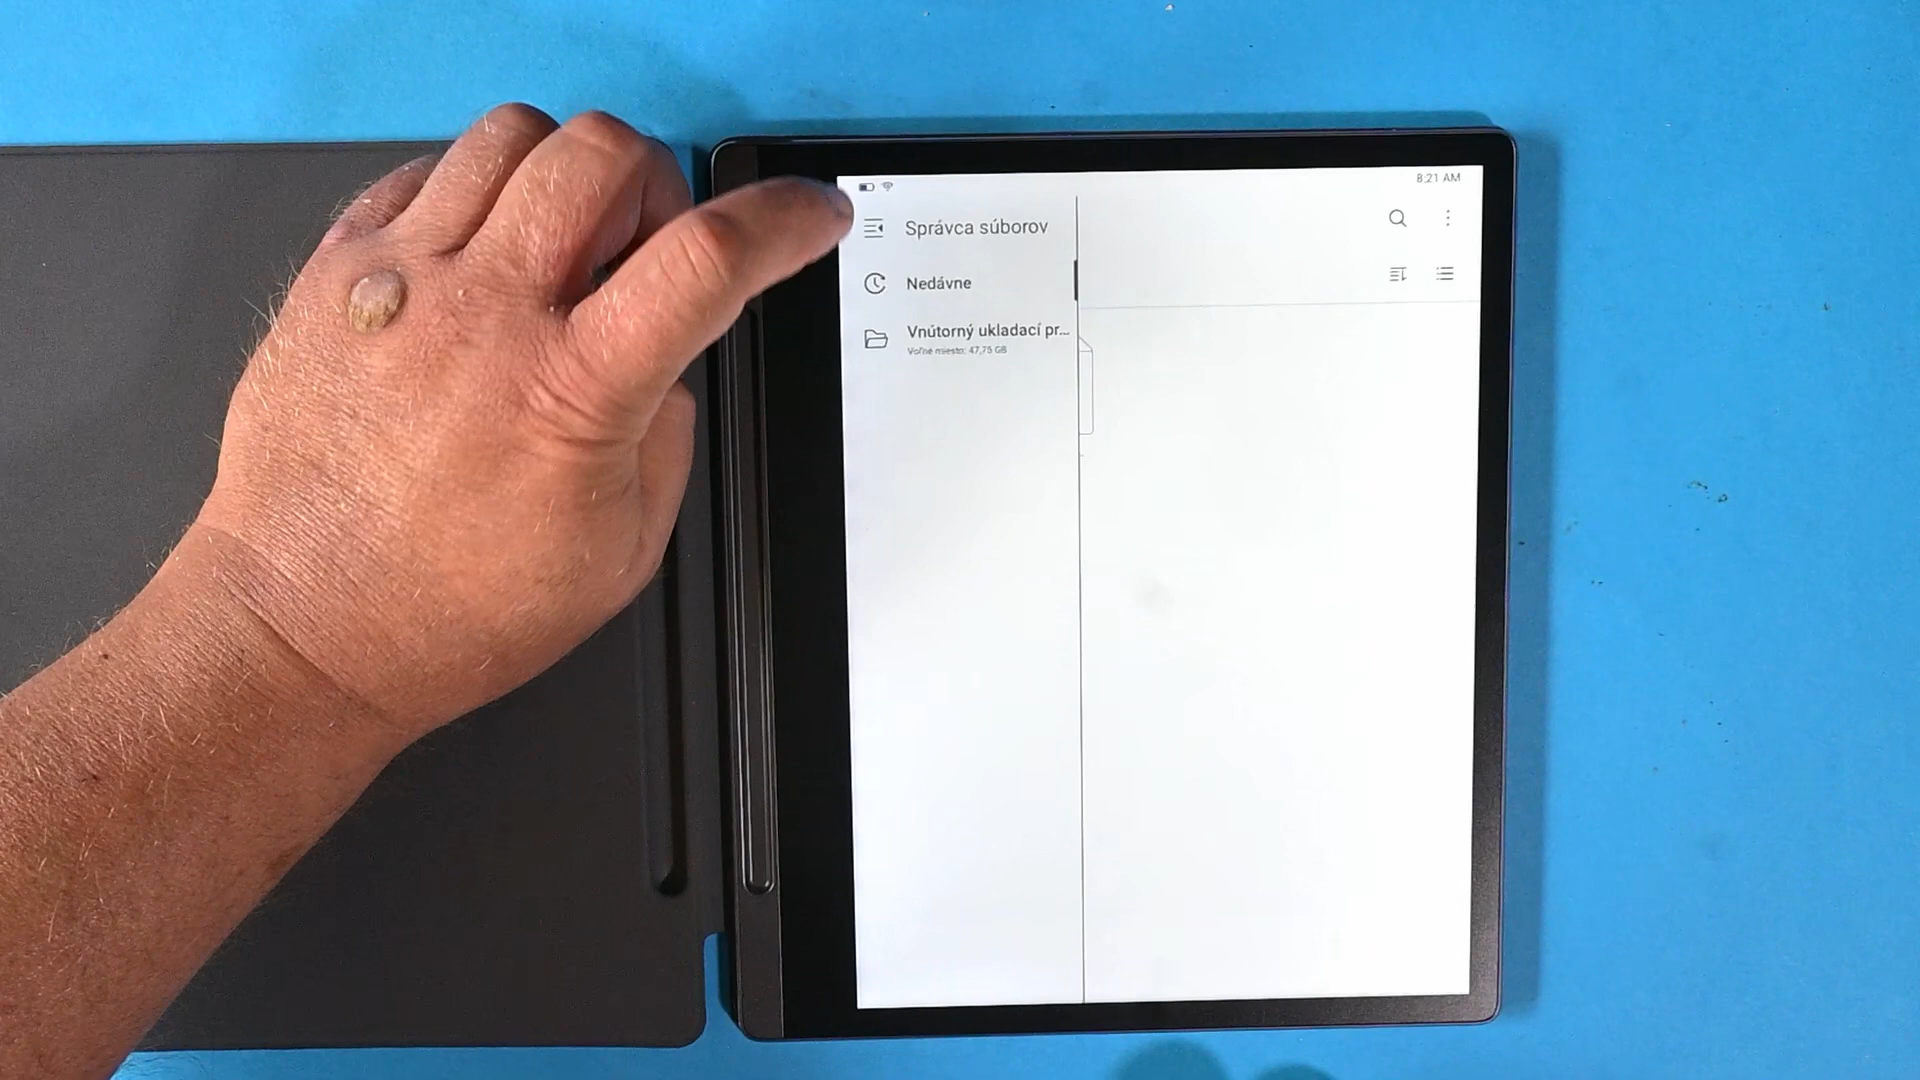 8:21 AM
Správca súborov
Nedávne
Vnútorný ukladací pr...
Voľné miesto: 47,75 GB